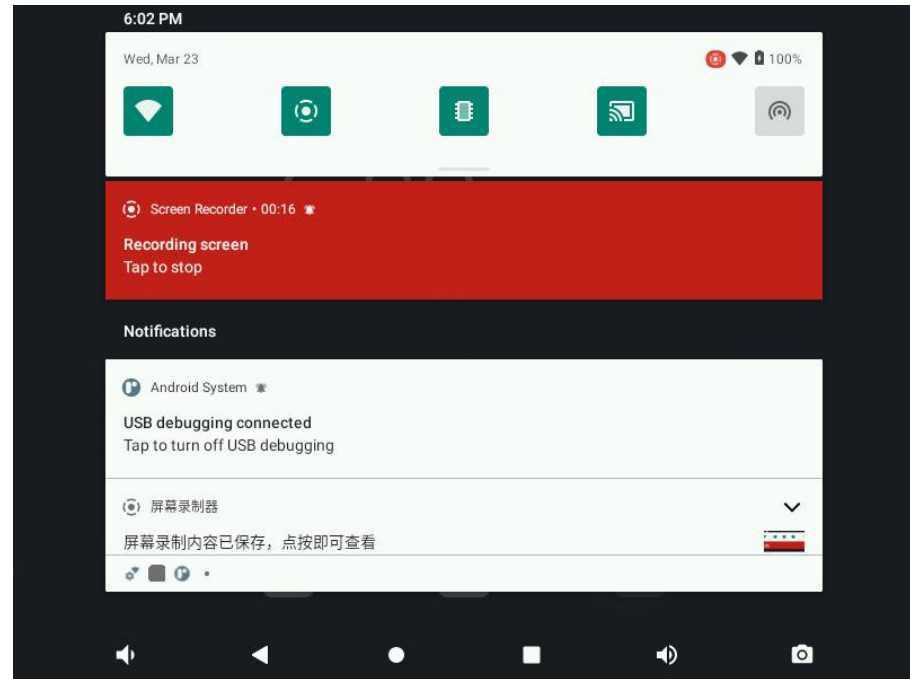 6:02 PM
Wed, Mar 23
100%
Screen Recorder • 00:16
Recording screen
Tap to stop
Notifications
Android System
USB debugging connected
Tap to turn off USB debugging
屏幕录制器
屏幕录制内容已保存，点按即可查看